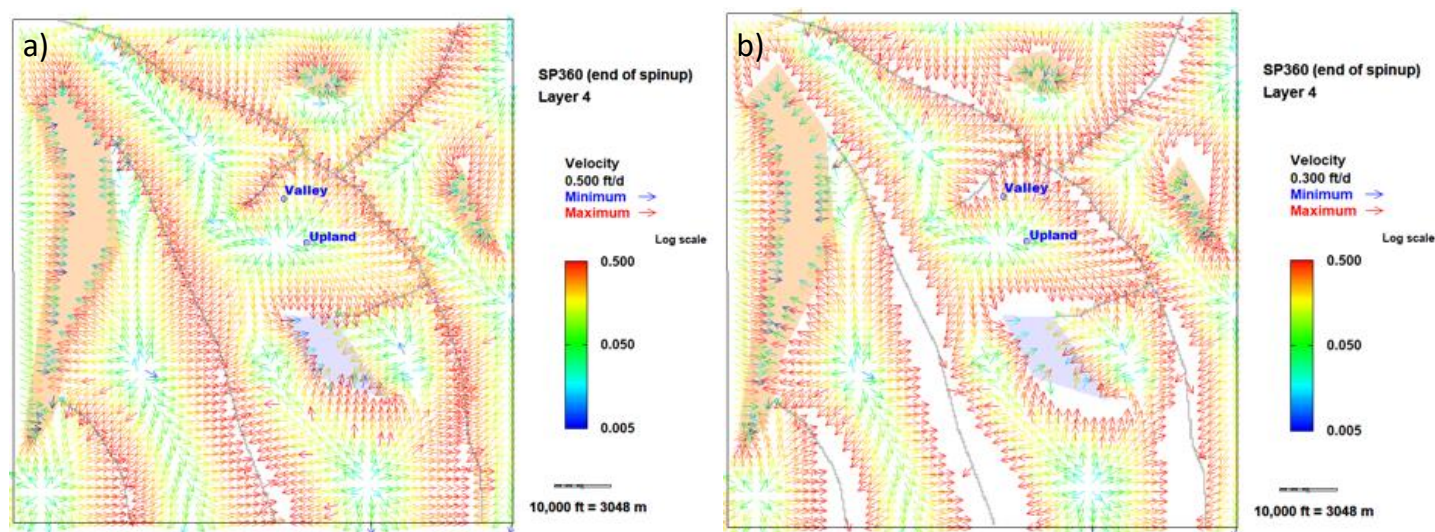 a)
SP360 (end of spinup)
Layer 4
Velocity
0.500 ft/d
Minimum
Maximum
Log scale
0.500
0.050
0.005
10,000 ft = 3048 m
Valley
Upland
b)
SP360 (end of spinup)
Layer 4
Velocity
0.300 ft/d
Minimum
Maximum
Log scale
0.500
0.050
0.005
10,000 ft = 3048 m
Valley
Upland